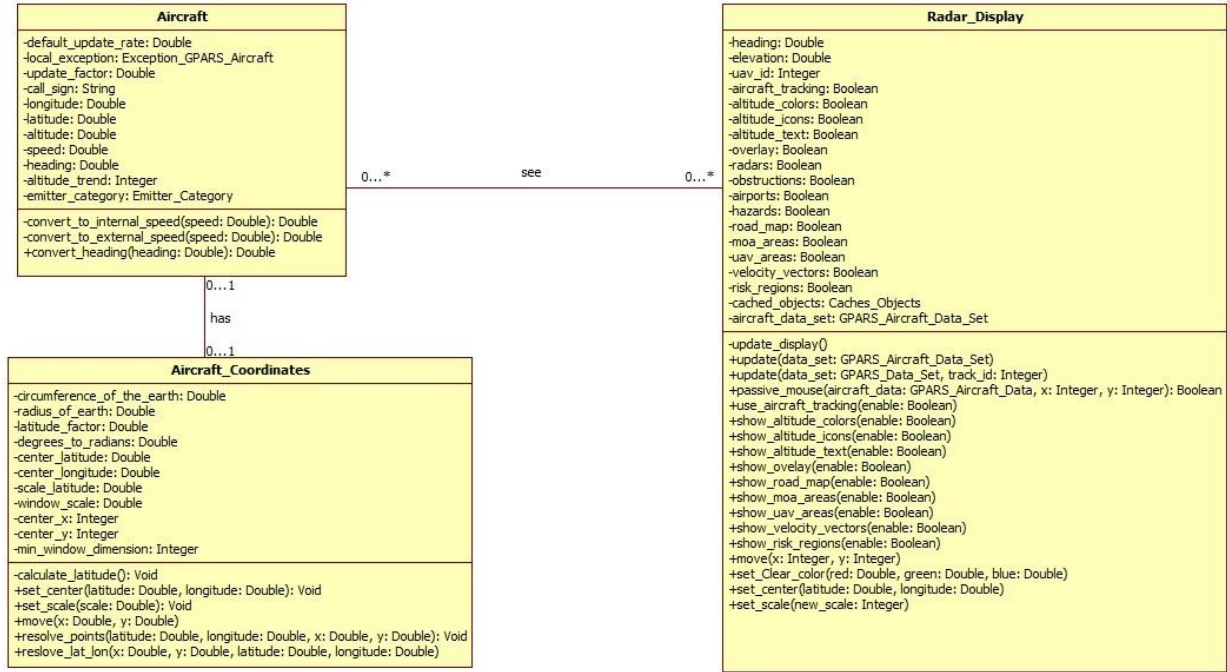 Aircraft
-default_update_rate: Double
-local_exception: Exception_GPARS_Aircraft
-update_factor: Double
-call_sign: String
-longitude: Double
-latitude: Double
-altitude: Double
-speed: Double
-heading: Double
-altitude_trend: Integer
-emitter_category: Emitter_Category
-convert_to_internal_speed(speed: Double): Double
-convert_to_external_speed(speed: Double): Double
+convert_heading(heading: Double): Double
0...*
see
0...*
0...1
has
0...1
Aircraft_Coordinates
-circumference_of_the_earth: Double
-radius_of_earth: Double
-latitude_factor: Double
-degrees_to_radians: Double
-center_latitude: Double
-center_longitude: Double
-scale_latitude: Double
-window_scale: Double
-center_x: Integer
-center_y: Integer
-min_window_dimension: Integer
-calculate_latitude(): Void
+set_center(latitude: Double, longitude: Double): Void
+set_scale(scale: Double): Void
+move(x: Double, y: Double)
+resolve_points(latitude: Double, longitude: Double, x: Double, y: Double): Void
+reslove_lat_lon(x: Double, y: Double, latitude: Double, longitude: Double)
Radar_Display
-heading: Double
-elevation: Double
-uav_id: Integer
-aircraft_tracking: Boolean
-altitude_colors: Boolean
-altitude_icons: Boolean
-altitude_text: Boolean
-overlay: Boolean
-radars: Boolean
-obstructions: Boolean
-airports: Boolean
-hazards: Boolean
-road_map: Boolean
-moa_areas: Boolean
-uav_areas: Boolean
-velocity_vectors: Boolean
-risk_regions: Boolean
-cached_objects: Caches_Objects
-aircraft_data_set: GPARS_Aircraft_Data_Set
-update_display()
+update(data_set: GPARS_Aircraft_Data_Set)
+update(data_set: GPARS_Data_Set, track_id: Integer)
+passive_mouse(aircraft_data: GPARS_Aircraft_Data, x: Integer, y: Integer): Boolean
+use_aircraft_tracking(enable: Boolean)
+show_altitude_colors(enable: Boolean)
+show_altitude_icons(enable: Boolean)
+show_altitude_text(enable: Boolean)
+show_ovelay(enable: Boolean)
+show_road_map(enable: Boolean)
+show_moa_areas(enable: Boolean)
+show_uav_areas(enable: Boolean)
+show_velocity_vectors(enable: Boolean)
+show_risk_regions(enable: Boolean)
+move(x: Integer, y: Integer)
+set_Clear_color(red: Double, green: Double, blue: Double)
+set_center(latitude: Double, longitude: Double)
+set_scale(new_scale: Integer)